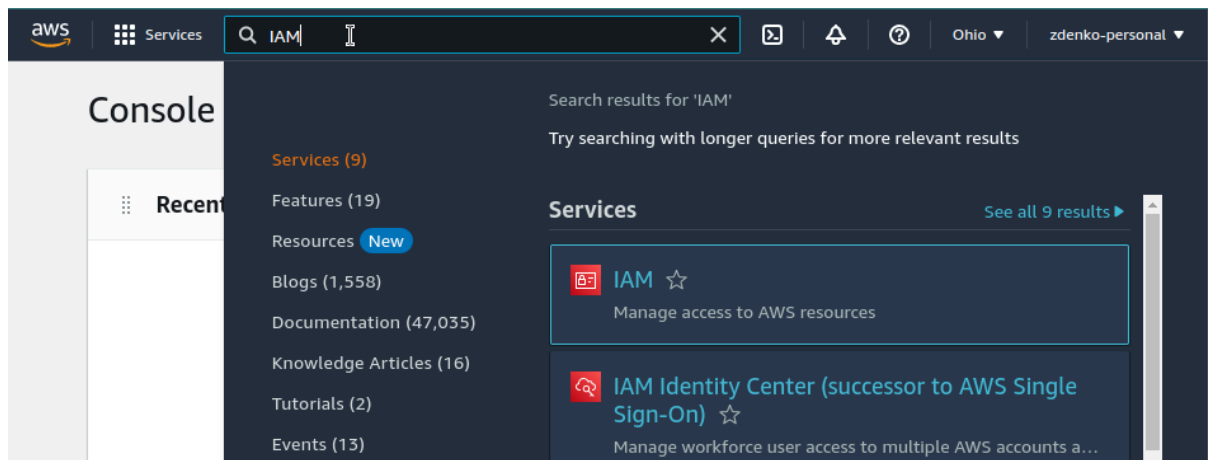 aws
Services
IAM
Ohio
zdenko-personal
Console
Recent
Services (9)
Features (19)
Resources New
Blogs (1,558)
Documentation (47,035)
Knowledge Articles (16)
Tutorials (2)
Events (13)
Search results for 'IAM'
Try searching with longer queries for more relevant results
Services
See all 9 results
IAM
Manage access to AWS resources
IAM Identity Center (successor to AWS Single
Sign-On)
Manage workforce user access to multiple AWS accounts a...